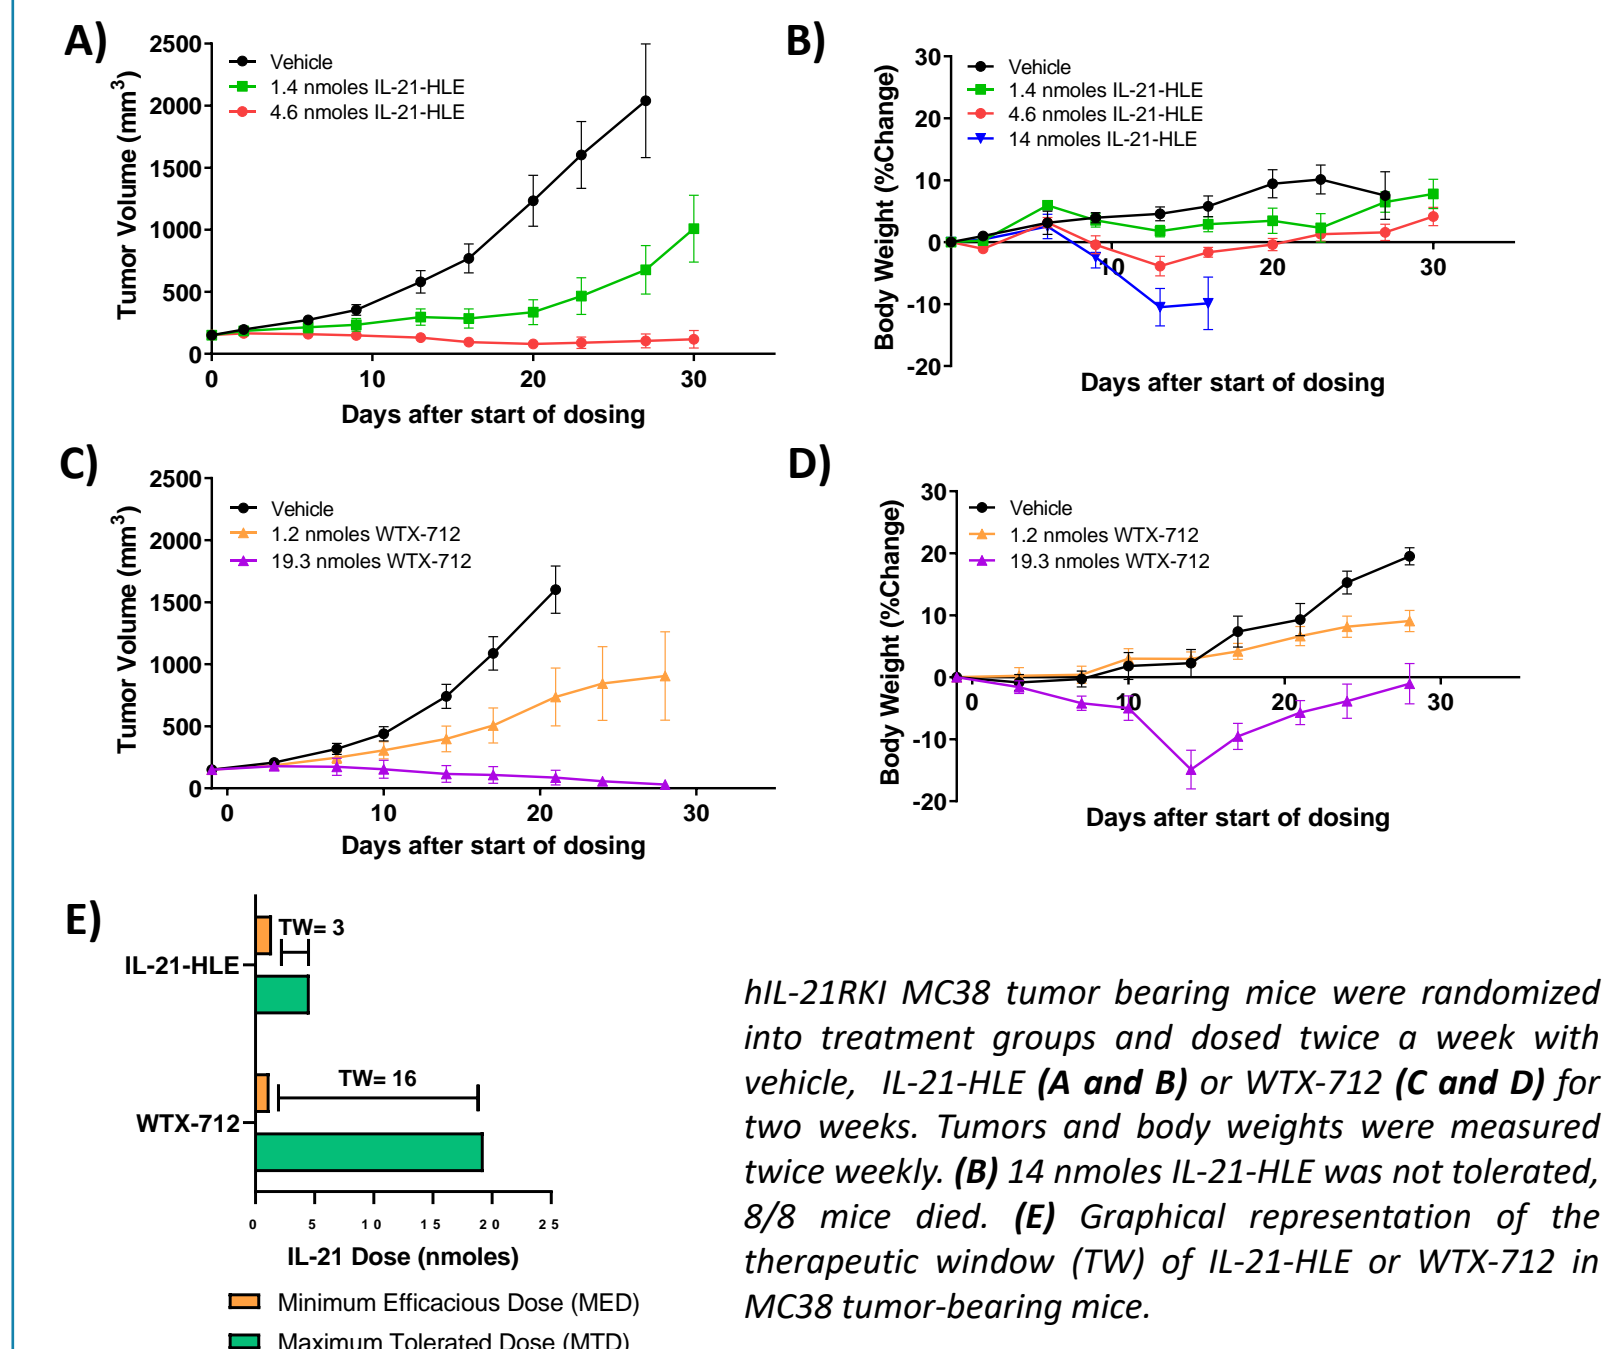 A)
2500
2000
1500
1000
500
0
Tumor Volume (mm3)
Vehicle
1.4 nmoles IL-21-HLE
4.6 nmoles IL-21-HLE
0 10 20 30
Days after start of dosing
B)
30
20
10
0
-10
-20
Body Weight (%Change)
Vehicle
1.4 nmoles IL-21-HLE
4.6 nmoles IL-21-HLE
14 nmoles IL-21-HLE
10 20 30
Days after start of dosing
C)
2500
2000
1500
1000
500
0
Tumor Volume (mm3)
Vehicle
1.2 nmoles WTX-712
19.3 nmoles WTX-712
0 10 20 30
Days after start of dosing
D)
30
20
10
0
-10
-20
Body Weight (%Change)
Vehicle
1.2 nmoles WTX-712
19.3 nmoles WTX-712
0 10 20 30
Days after start of dosing
E)
TW= 3
IL-21-HLE
TW= 16
WTX-712
0 5 10 15 20 25
IL-21 Dose (nmoles)
Minimum Efficacious Dose (MED)
Maximum Tolerated Dose (MTD)
hIL-21RKI MC38 tumor bearing mice were randomized
into treatment groups and dosed twice a week with
vehicle, IL-21-HLE (A and B) or WTX-712 (C and D) for
two weeks. Tumors and body weights were measured
twice weekly. (B) 14 nmoles IL-21-HLE was not tolerated,
8/8 mice died. (E) Graphical representation of the
therapeutic window (TW) of IL-21-HLE or WTX-712 in
MC38 tumor-bearing mice.